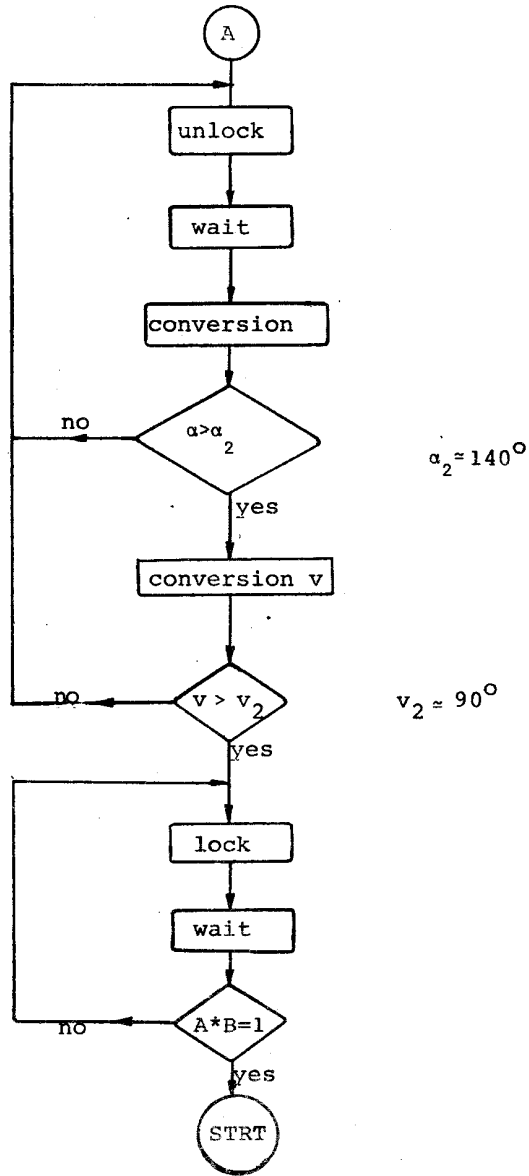 A
unlock
wait
conversion
α>α₂
no
α₂≃140°
yes
conversion v
v > v₂
no
v₂ ≃ 90°
yes
lock
wait
A*B=1
no
yes
STRT